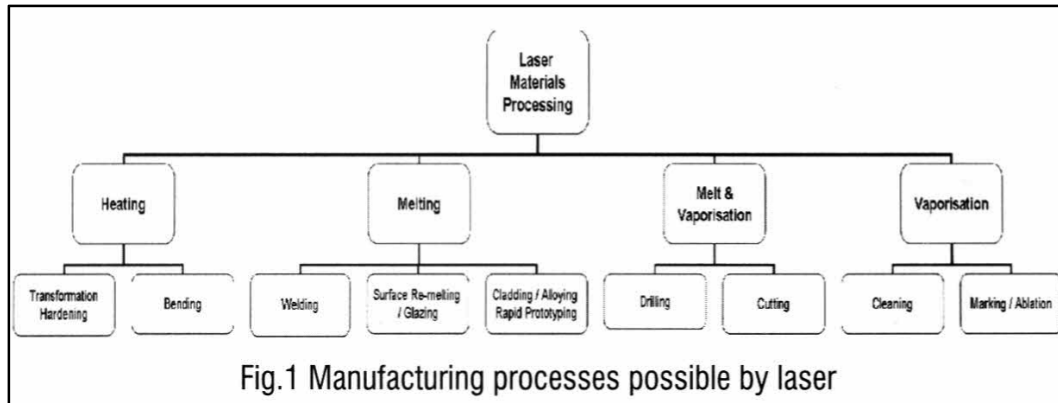 Laser
Materials
Processing
Heating
Melting
Melt &
Vaporisation
Vaporisation
Transformation
Hardening
Bending
Welding
Surface Re-melting
/ Glazing
Cladding / Alloying
Rapid Prototyping
Drilling
Cutting
Cleaning
Marking / Ablation
Fig.1 Manufacturing processes possible by laser